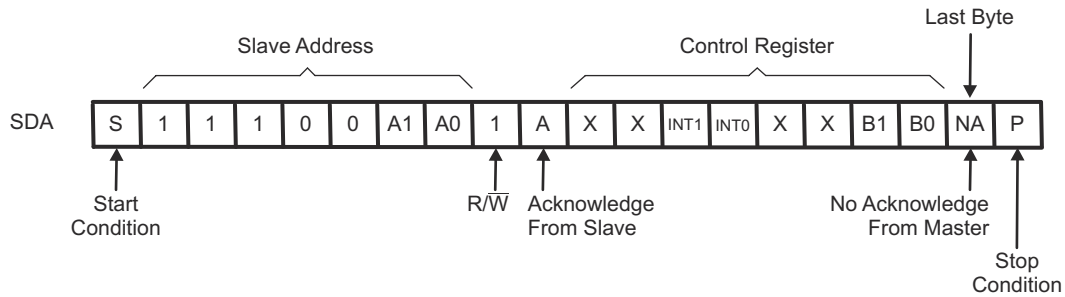 Last Byte
Slave Address
Control Register
SDA S 1 1 1 0 0 A1 A0 1 A X X INT1 INT0 X X B1 B0 NA P
Start Condition
R/W̅
Acknowledge From Slave
No Acknowledge From Master
Stop Condition